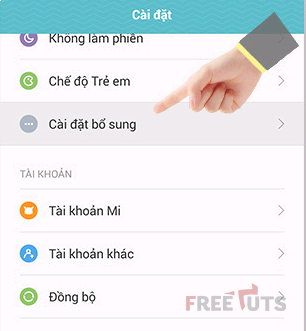 Cài đặt
Không làm phiền
Chế độ Trẻ em
Cài đặt bổ sung
TÀI KHOẢN
Tài khoản Mi
Tài khoản khác
Đồng bộ
FREETUTS